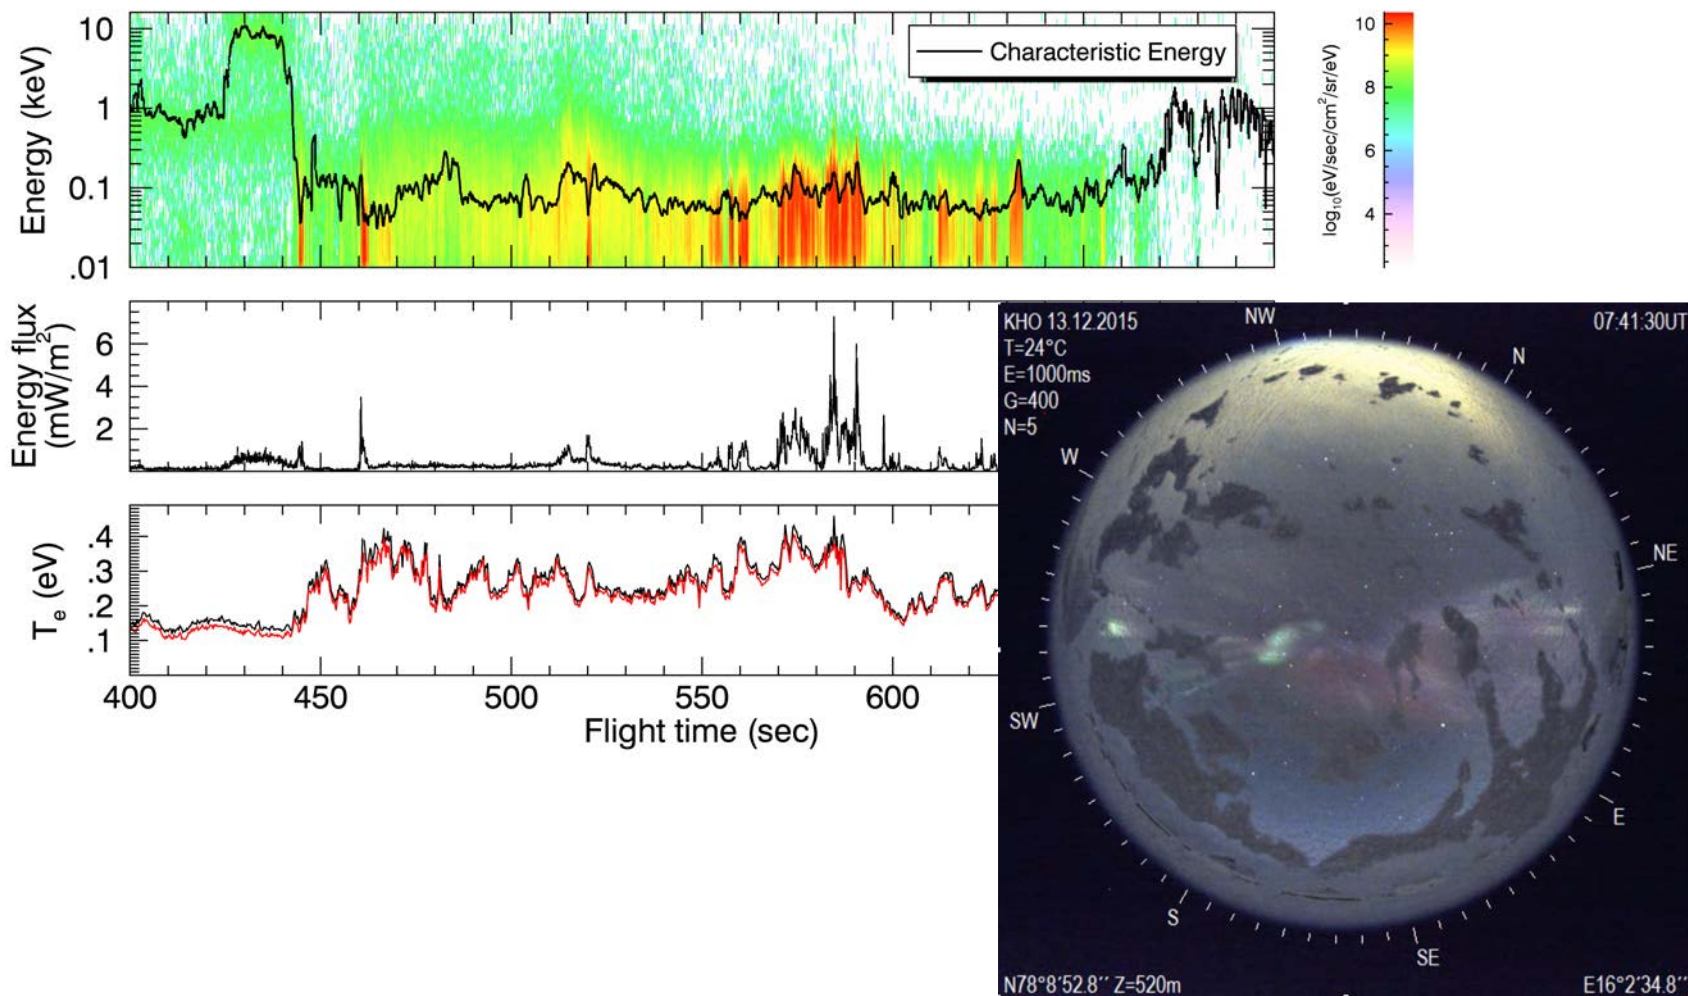 10
1
0.1
.01
Energy (keV)
Characteristic Energy
10
8
6
4
log10(eV/sec/cm²/sr/eV)
Energy flux
(mW/m²)
6
4
2
Te (eV)
.4
.3
.2
.1
400
450
500
550
600
Flight time (sec)
KHO 13.12.2015
07:41:30UT
T=24°C
E=1000ms
G=400
N=5
NW
N
W
NE
SW
E
S
SE
N78°8´52.8´´ Z=520m
E16°2´34.8´´